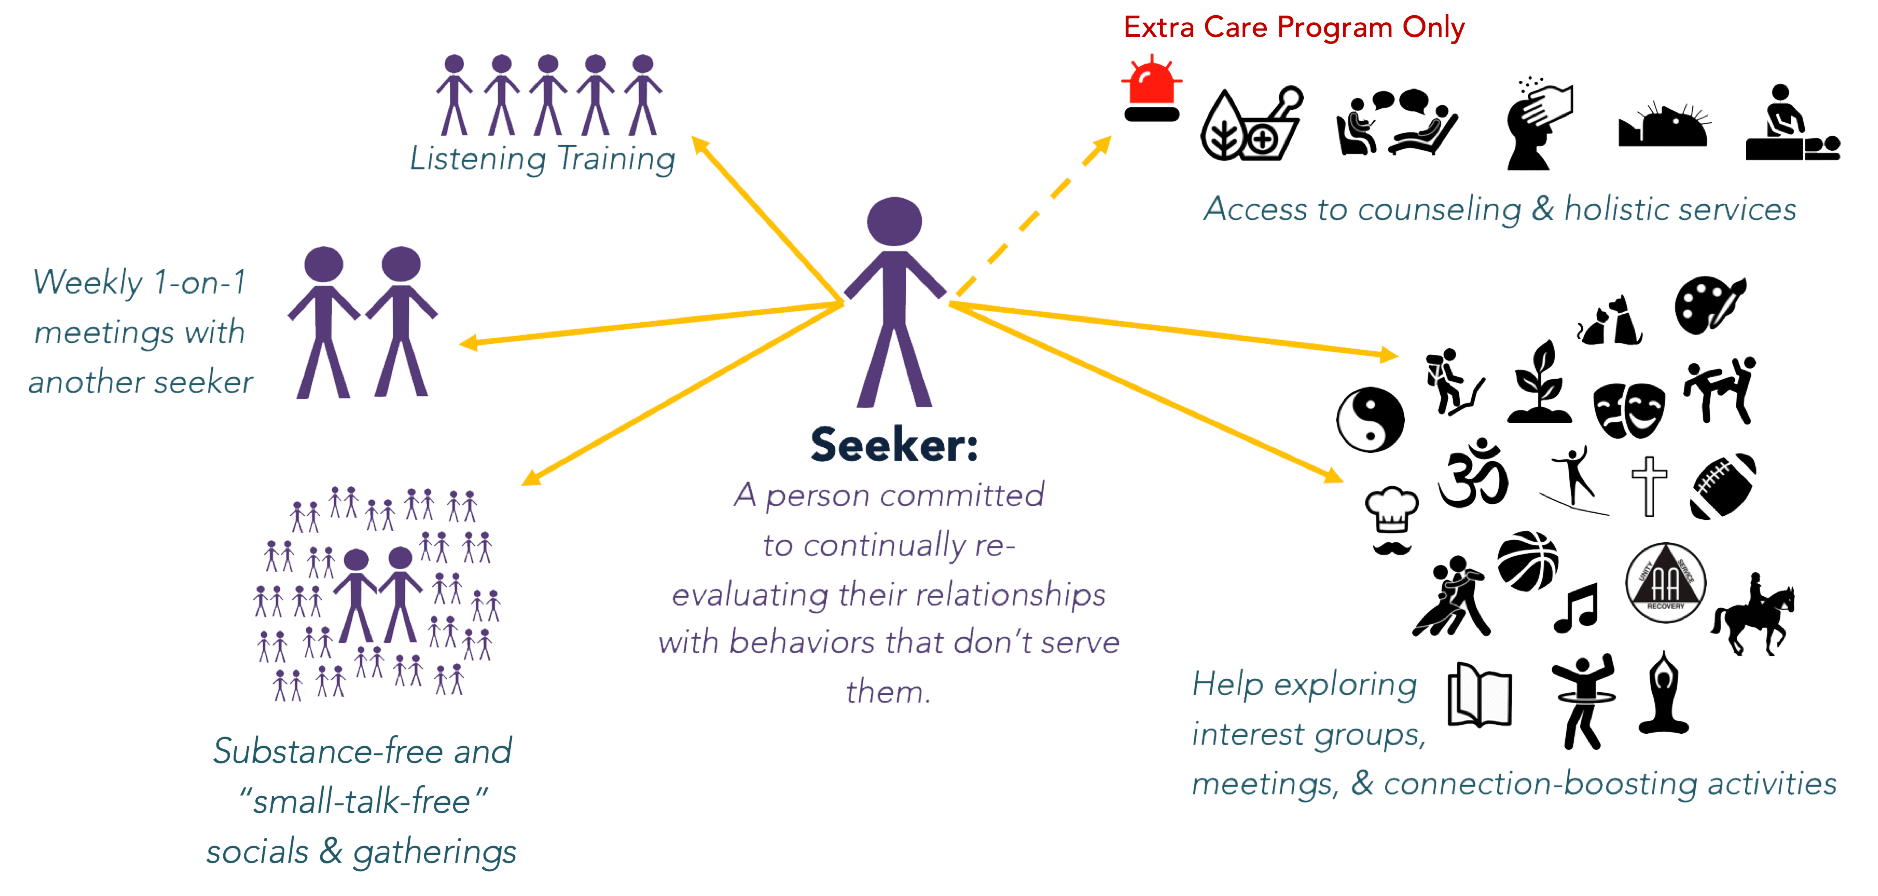 Extra Care Program Only
Listening Training
Access to counseling & holistic services
Weekly 1-on-1
meetings with
another seeker
Seeker:
A person committed
to continually re-
evaluating their relationships
with behaviors that don’t serve
them.
Substance-free and
“small-talk-free”
socials & gatherings
ॐ
UNITY
SERVICE
AA
RECOVERY
Help exploring
interest groups,
meetings, & connection-boosting activities